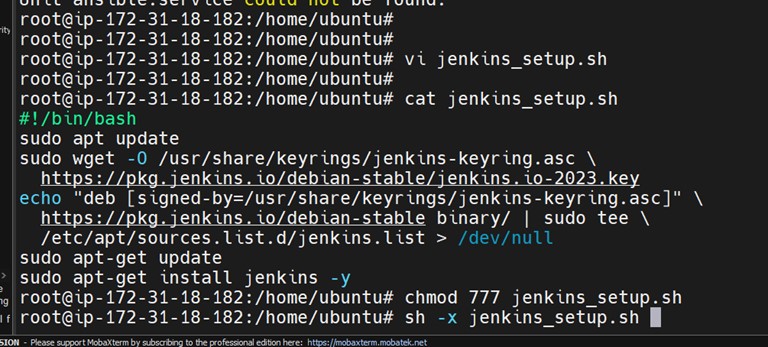 Unit ansible.service could not be found.
root@ip-172-31-18-182:/home/ubuntu#
root@ip-172-31-18-182:/home/ubuntu#
root@ip-172-31-18-182:/home/ubuntu# vi jenkins_setup.sh
root@ip-172-31-18-182:/home/ubuntu#
root@ip-172-31-18-182:/home/ubuntu# cat jenkins_setup.sh
#!/bin/bash
sudo apt update
sudo wget -O /usr/share/keyrings/jenkins-keyring.asc \
  https://pkg.jenkins.io/debian-stable/jenkins.io-2023.key
echo "deb [signed-by=/usr/share/keyrings/jenkins-keyring.asc]" \
  https://pkg.jenkins.io/debian-stable binary/ | sudo tee \
  /etc/apt/sources.list.d/jenkins.list > /dev/null
sudo apt-get update
sudo apt-get install jenkins -y
root@ip-172-31-18-182:/home/ubuntu# chmod 777 jenkins_setup.sh
root@ip-172-31-18-182:/home/ubuntu# sh -x jenkins_setup.sh
SION - Please support MobaXterm by subscribing to the professional edition here: https://mobaxterm.mobatek.net